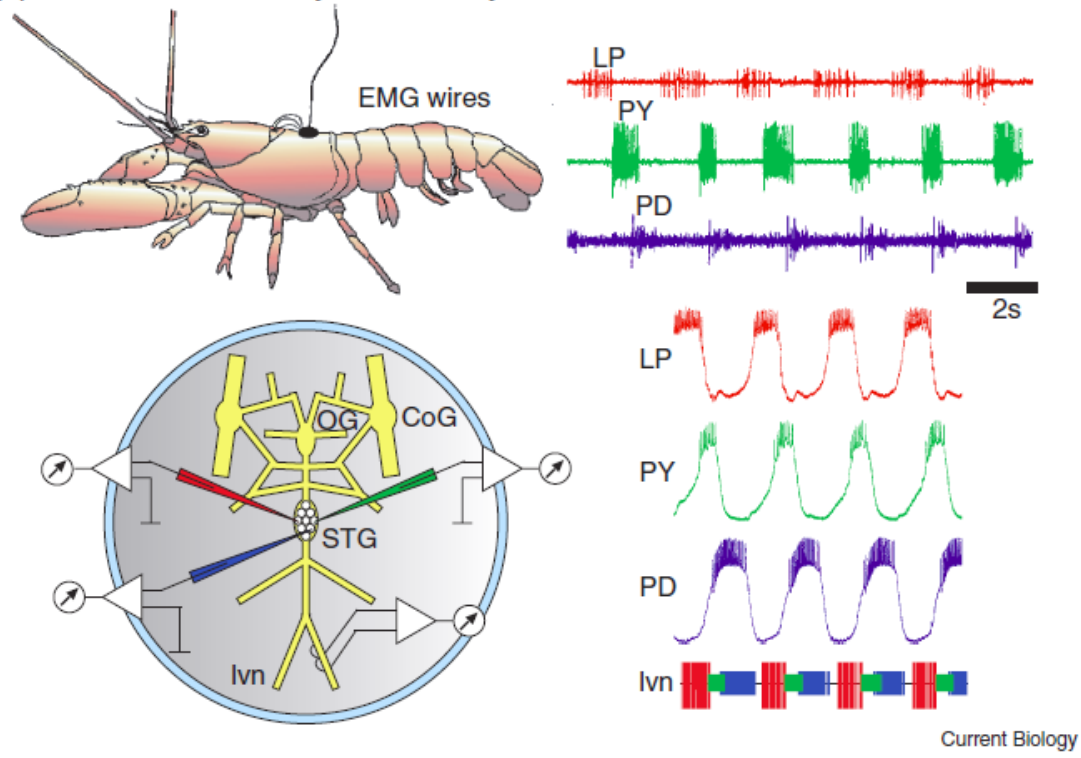 EMG wires
LP
PY
PD
2s
OG
CoG
STG
lvn
LP
PY
PD
lvn
Current Biology